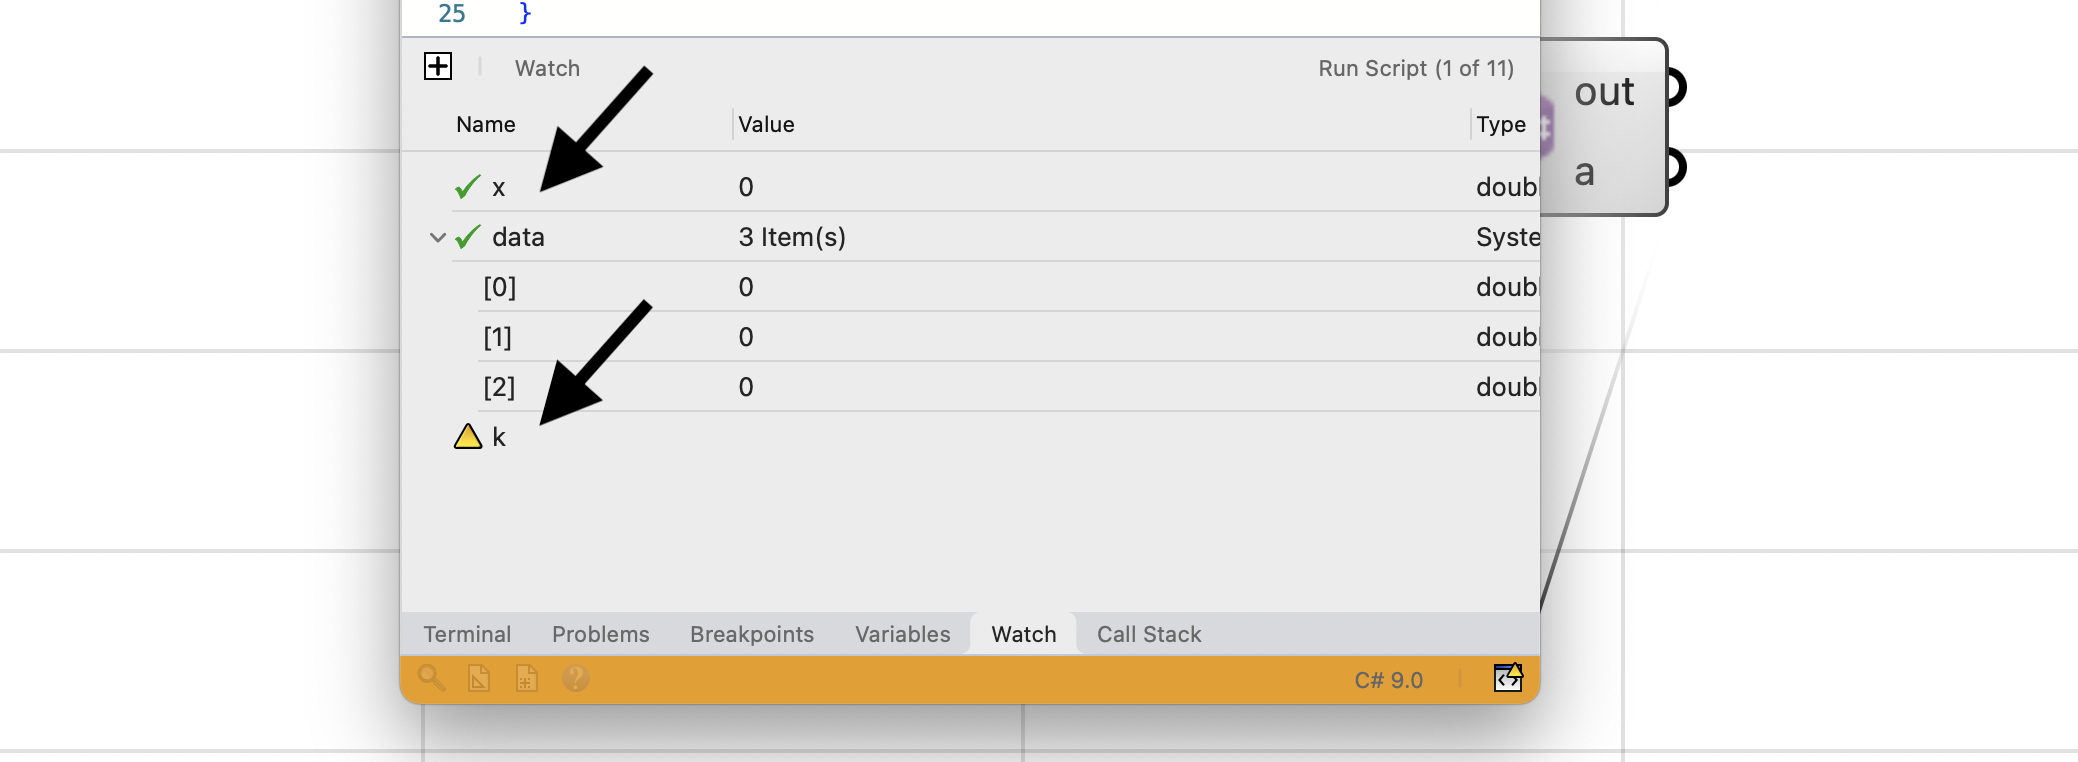 25 }
Watch Run Script (1 of 11)
Name Value Type
x 0 doub
data 3 Item(s) Syste
[0] 0 doub
[1] 0 doub
[2] 0 doub
k
Terminal Problems Breakpoints Variables Watch Call Stack
C# 9.0
out
a